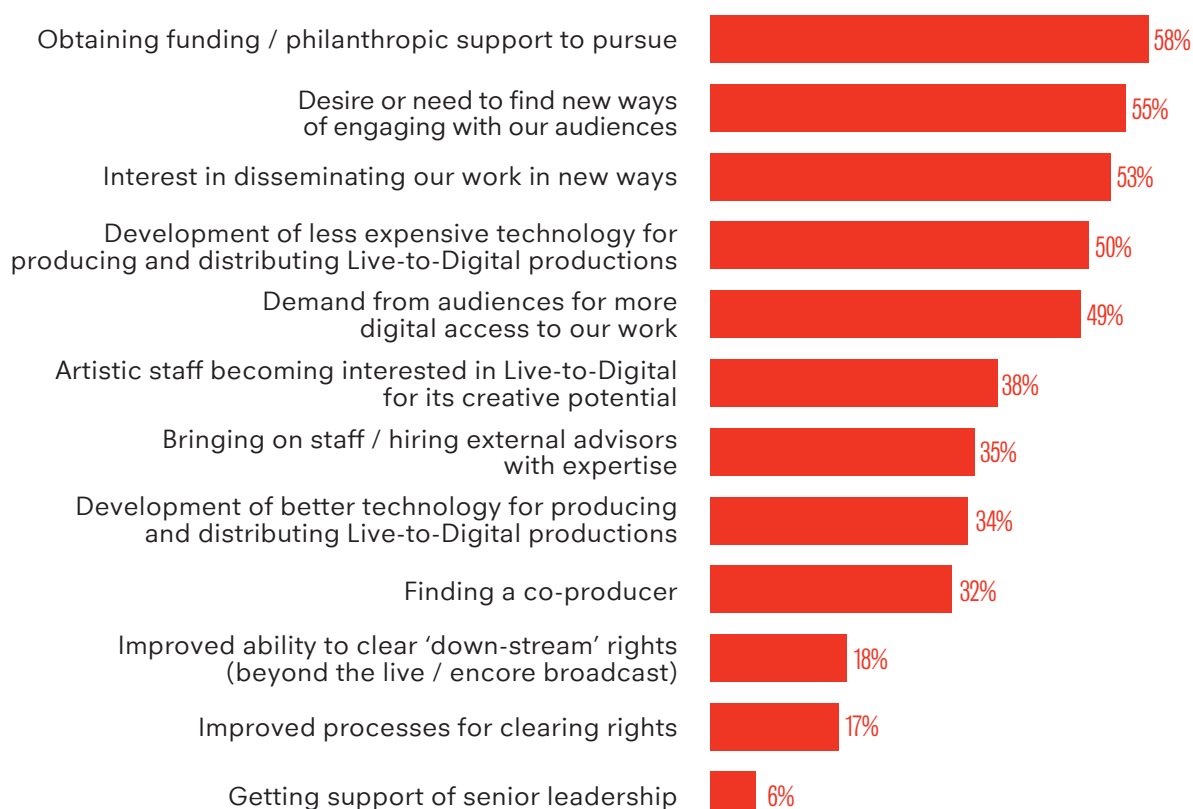 Obtaining funding / philanthropic support to pursue 58%
Desire or need to find new ways
of engaging with our audiences 55%
Interest in disseminating our work in new ways 53%
Development of less expensive technology for
producing and distributing Live-to-Digital productions 50%
Demand from audiences for more
digital access to our work 49%
Artistic staff becoming interested in Live-to-Digital
for its creative potential 38%
Bringing on staff / hiring external advisors
with expertise 35%
Development of better technology for producing
and distributing Live-to-Digital productions 34%
Finding a co-producer 32%
Improved ability to clear ‘down-stream’ rights
(beyond the live / encore broadcast) 18%
Improved processes for clearing rights 17%
Getting support of senior leadership 6%